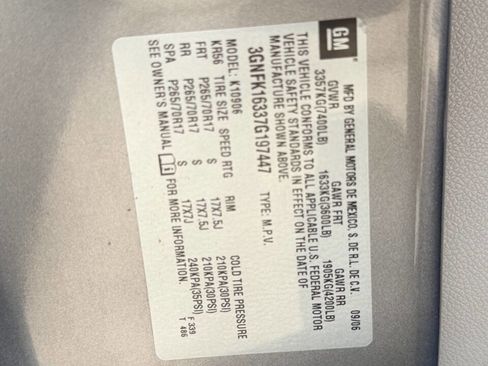 GM
MFD BY GENERAL MOTORS DE MEXICO, S. DE R.L. DE C.V. 09/06
GVWR GAWR FRT GAWR RR
3357KG(7400LB) 1633KG(3600LB) 1905KG(4200LB)
THIS VEHICLE CONFORMS TO ALL APPLICABLE U.S. FEDERAL MOTOR
VEHICLE SAFETY STANDARDS IN EFFECT ON THE DATE OF
MANUFACTURE SHOWN ABOVE.
3GNFK16337G197447 TYPE: M.P.V.
MODEL: K10906
KR56 TIRE SIZE SPEED RTG RIM COLD TIRE PRESSURE
FRT P265/70R17 S 17X7.5J 210KPA(30PSI)
RR P265/70R17 S 17X7.5J 210KPA(30PSI)
SPA P265/70R17 S 17X7J 240KPA(35PSI)
SEE OWNER'S MANUAL i FOR MORE INFORMATION.
F 339
T 486